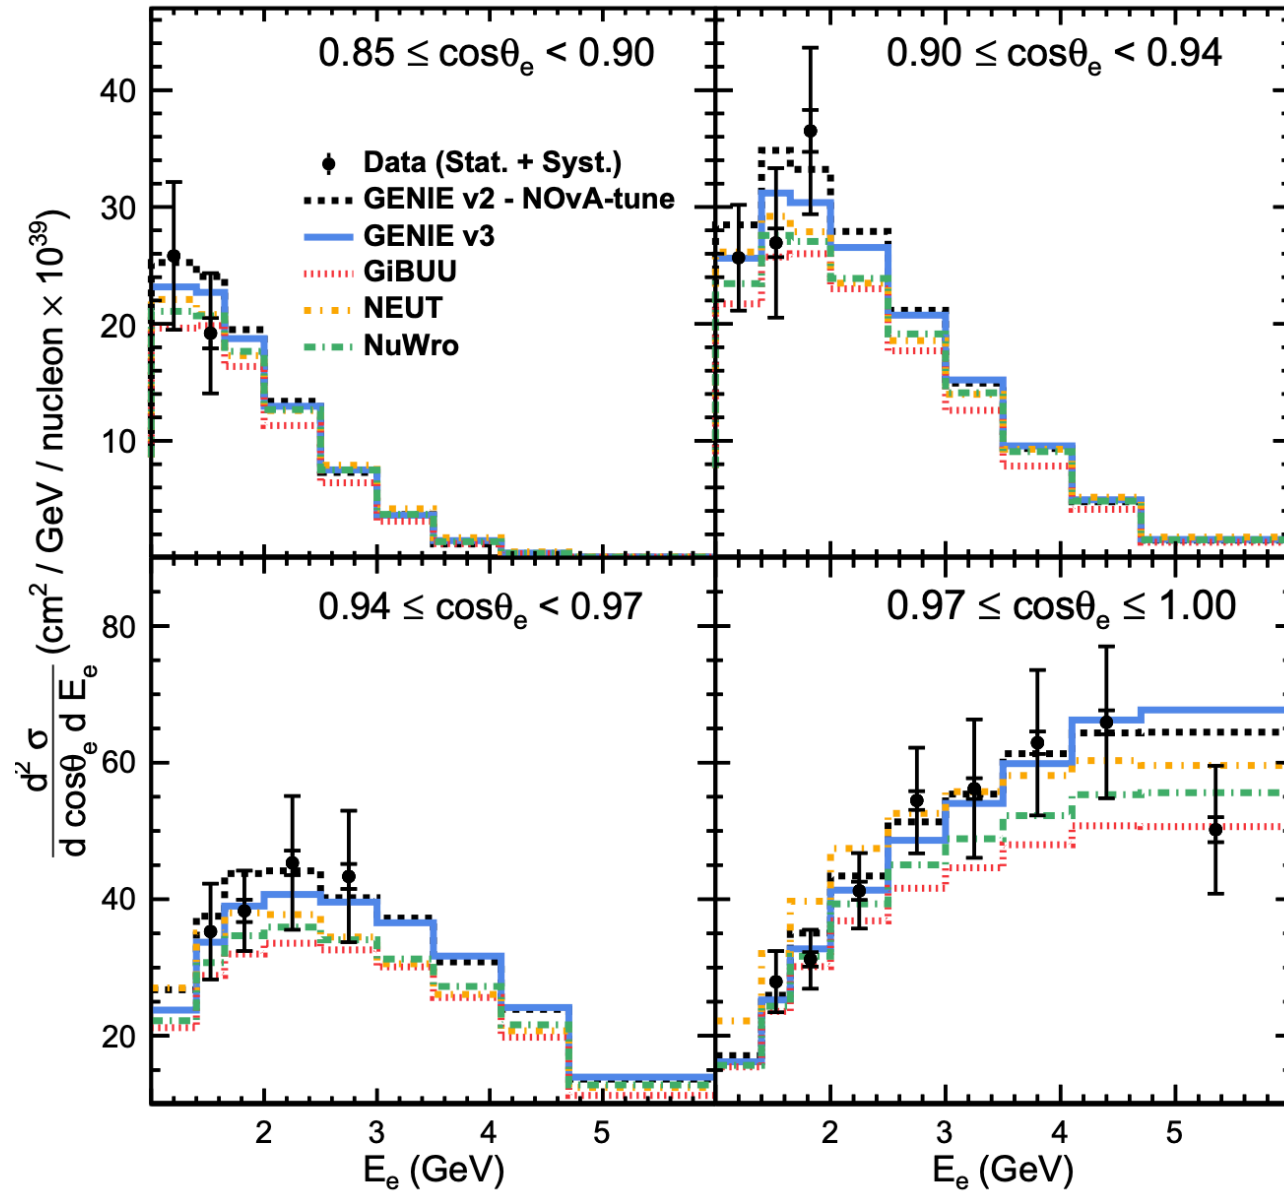 0.85 ≤ cosθe < 0.90
0.90 ≤ cosθe < 0.94
40
30
20
10
Data (Stat. + Syst.)
GENIE v2 - NOvA-tune
GENIE v3
GiBUU
NEUT
NuWro
d² σ / d cosθe d Ee (cm² / GeV / nucleon × 10³⁹)
0.94 ≤ cosθe < 0.97
0.97 ≤ cosθe ≤ 1.00
80
60
40
20
2 3 4 5
2 3 4 5
Ee (GeV)
Ee (GeV)